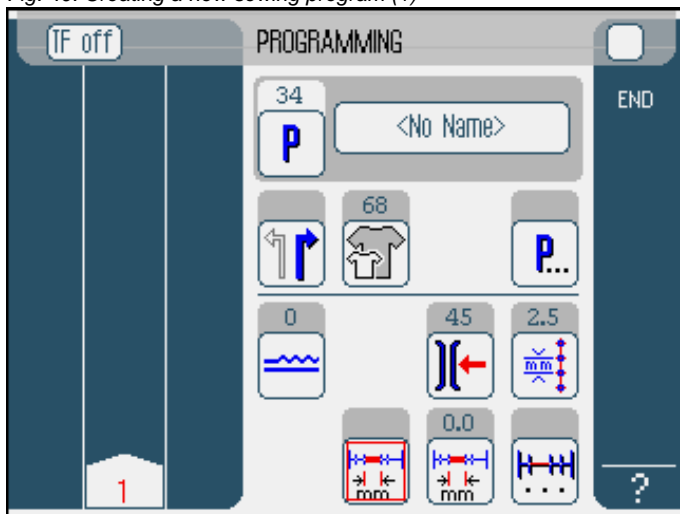 Fig. 48: Creating a new sewing program (1)
TF off
PROGRAMMING
34
P
<No Name>
END
68
P...
0
45
2.5
mm
0.0
mm
mm
...
1
?